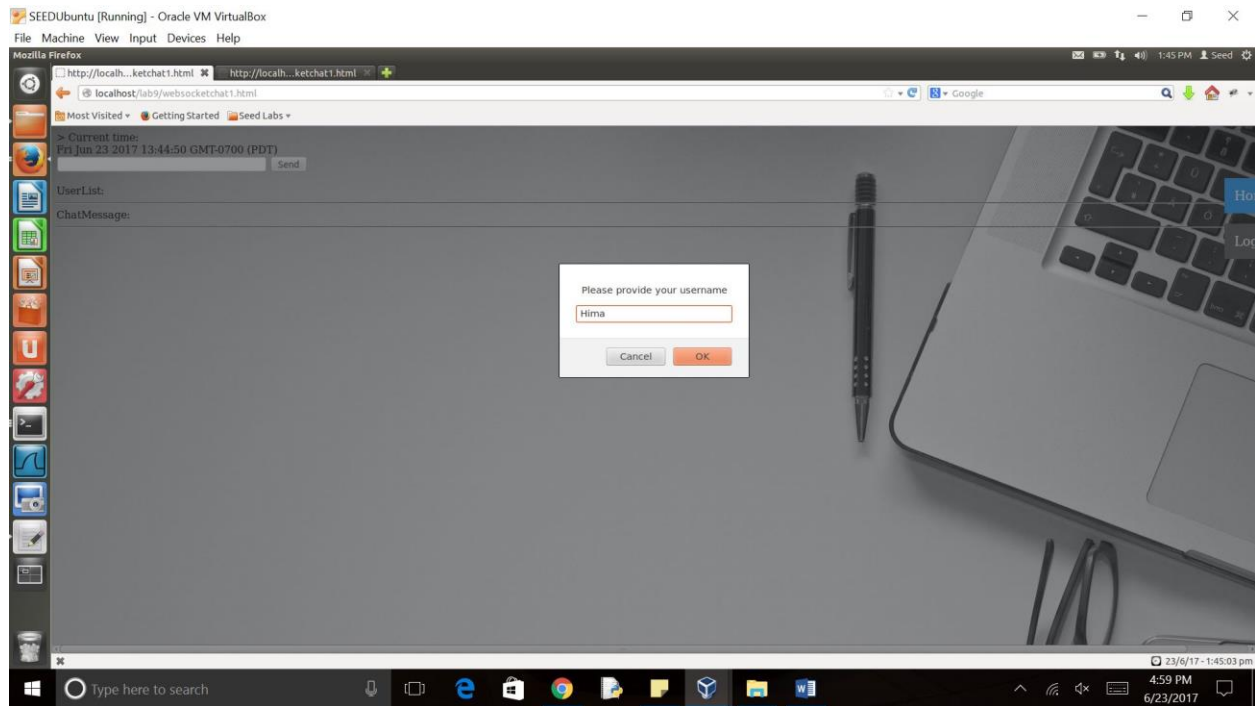 SEEDUbuntu [Running] - Oracle VM VirtualBox
File Machine View Input Devices Help
Mozilla Firefox
1:45 PM Seed
http://localh...ketchat1.html
http://localh...ketchat1.html
localhost/lab9/websocketchat1.html
Google
Most Visited Getting Started Seed Labs
> Current time:
Fri Jun 23 2017 13:44:50 GMT-0700 (PDT)
Send
UserList:
ChatMessage:
Ho
Log
Please provide your username
Hima
Cancel OK
23/6/17 - 1:45:03 pm
Type here to search
4:59 PM
6/23/2017